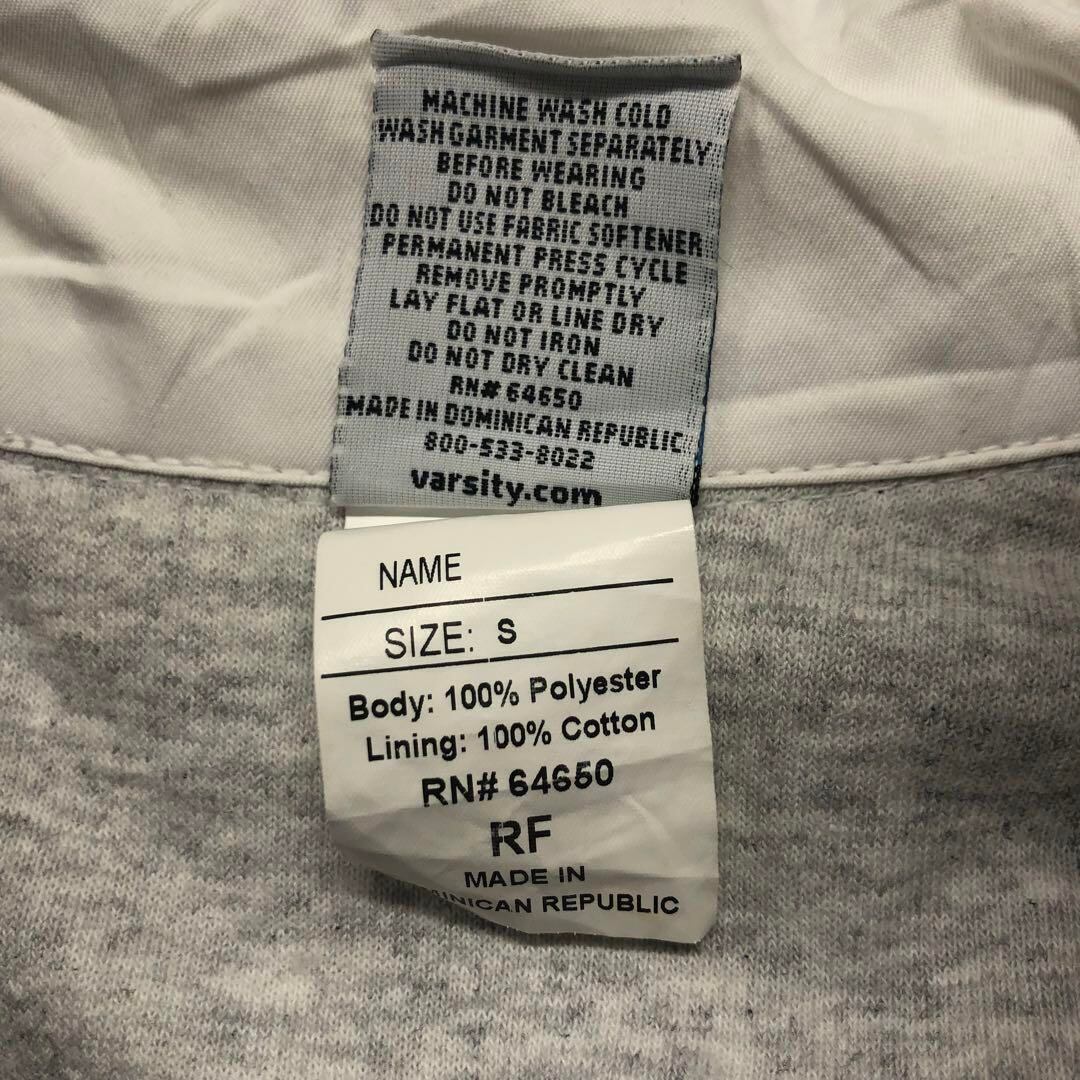 MACHINE WASH COLD
WASH GARMENT SEPARATELY
BEFORE WEARING
DO NOT BLEACH
DO NOT USE FABRIC SOFTENER
PERMANENT PRESS CYCLE
REMOVE PROMPTLY
LAY FLAT OR LINE DRY
DO NOT IRON
DO NOT DRY CLEAN
RN# 64650
MADE IN DOMINICAN REPUBLIC
800-533-8022
varsity.com
NAME
SIZE: S
Body: 100% Polyester
Lining: 100% Cotton
RN# 64650
RF
MADE IN
REPUBLIC